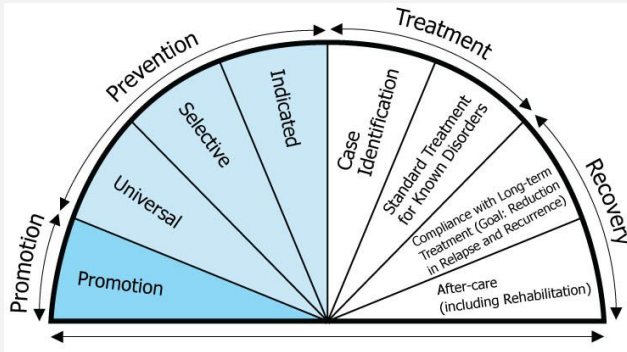 Promotion
Prevention
Treatment
Recovery
Promotion
Universal
Selective
Indicated
Case
Identification
Standard Treatment
for Known Disorders
Compliance with Long-term
Treatment (Goal: Reduction
in Relapse and Recurrence)
After-care
(including Rehabilitation)